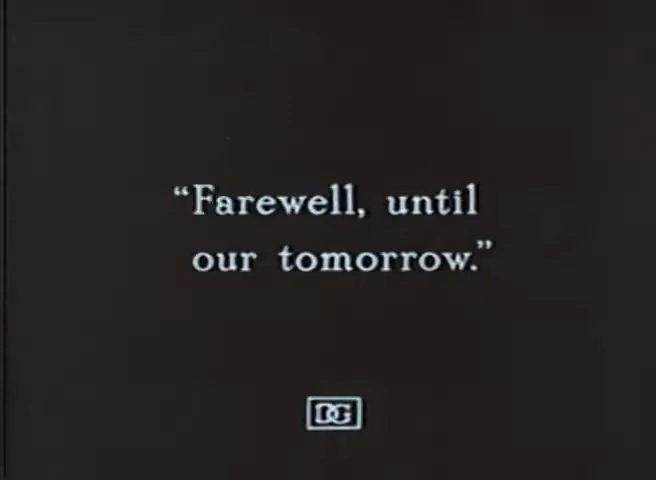 “Farewell, until
our tomorrow.”
DG